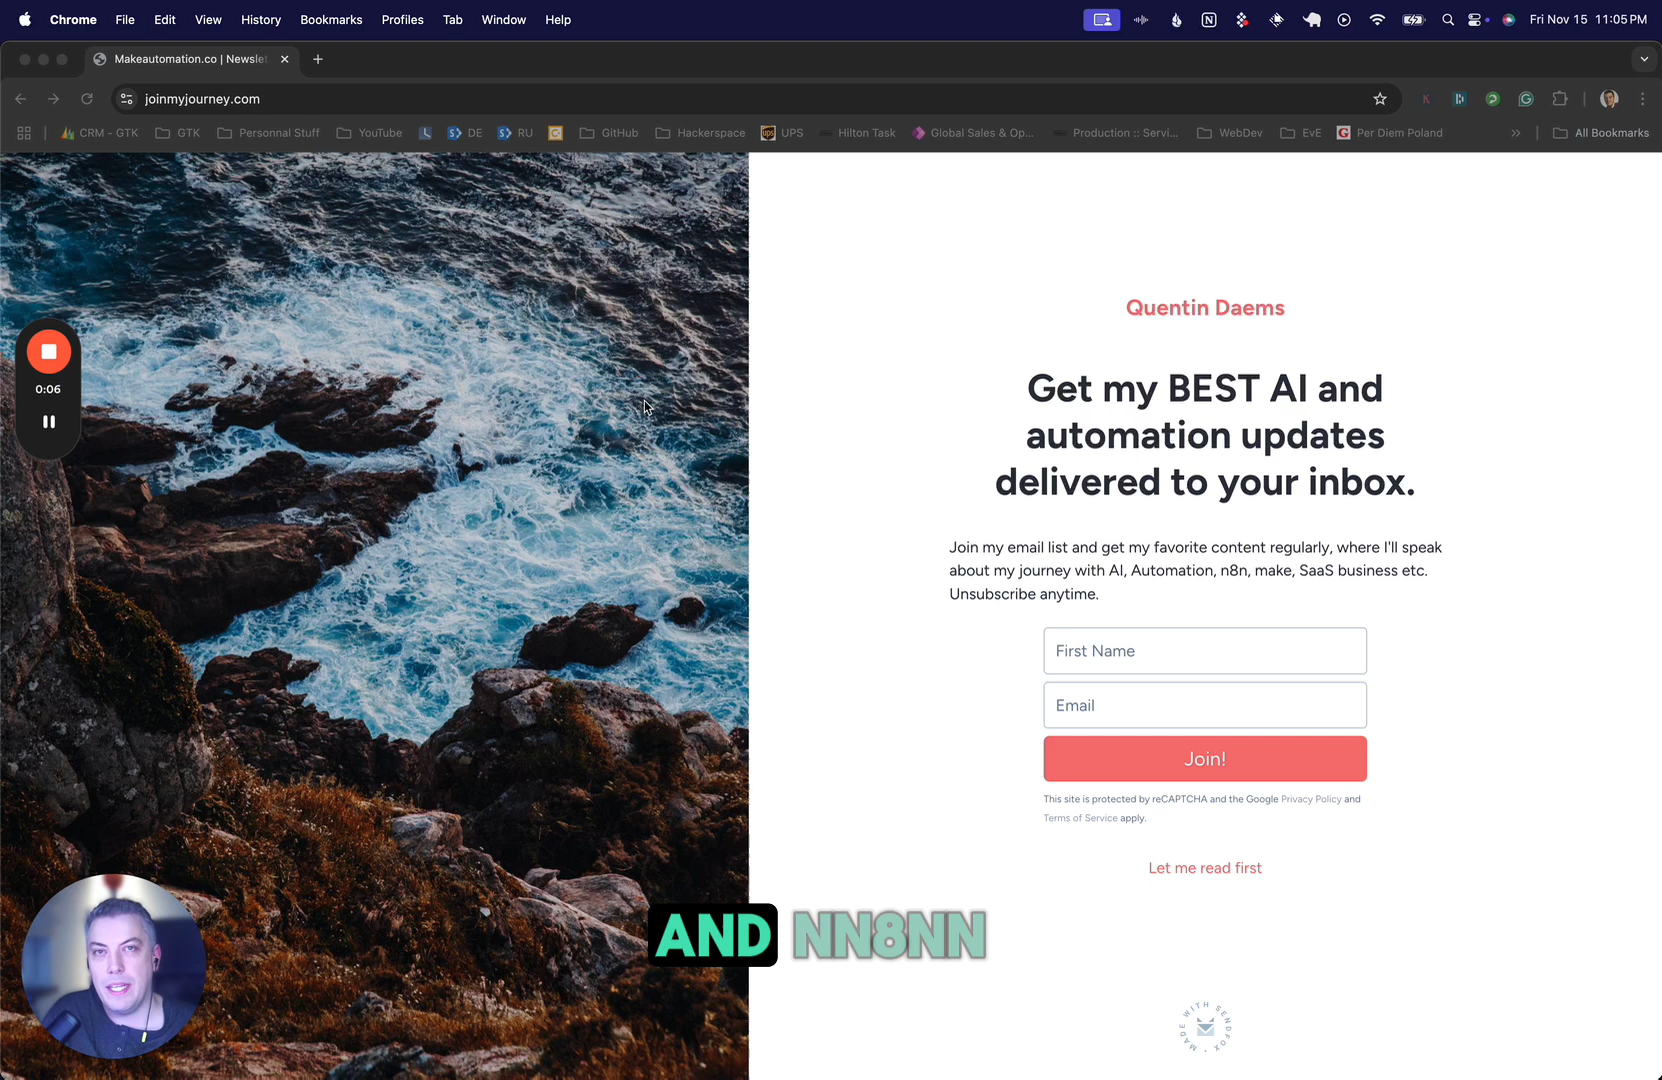 Chrome File Edit View History Bookmarks Profiles Tab Window Help Fri Nov 15 11:05 PM
Makeautomation.co | Newslet
joinmyjourney.com
CRM - GTK GTK Personnal Stuff YouTube DE RU GitHub Hackerspace UPS Hilton Task Global Sales & Op... Production :: Servi... WebDev EvE Per Diem Poland » All Bookmarks
Quentin Daems
Get my BEST AI and
automation updates
delivered to your inbox.
0:06
Join my email list and get my favorite content regularly, where I'll speak
about my journey with AI, Automation, n8n, make, SaaS business etc.
Unsubscribe anytime.
First Name
Email
Join!
This site is protected by reCAPTCHA and the Google Privacy Policy and
Terms of Service apply.
Let me read first
AND NN8NN
MADE WITH SENDFOX